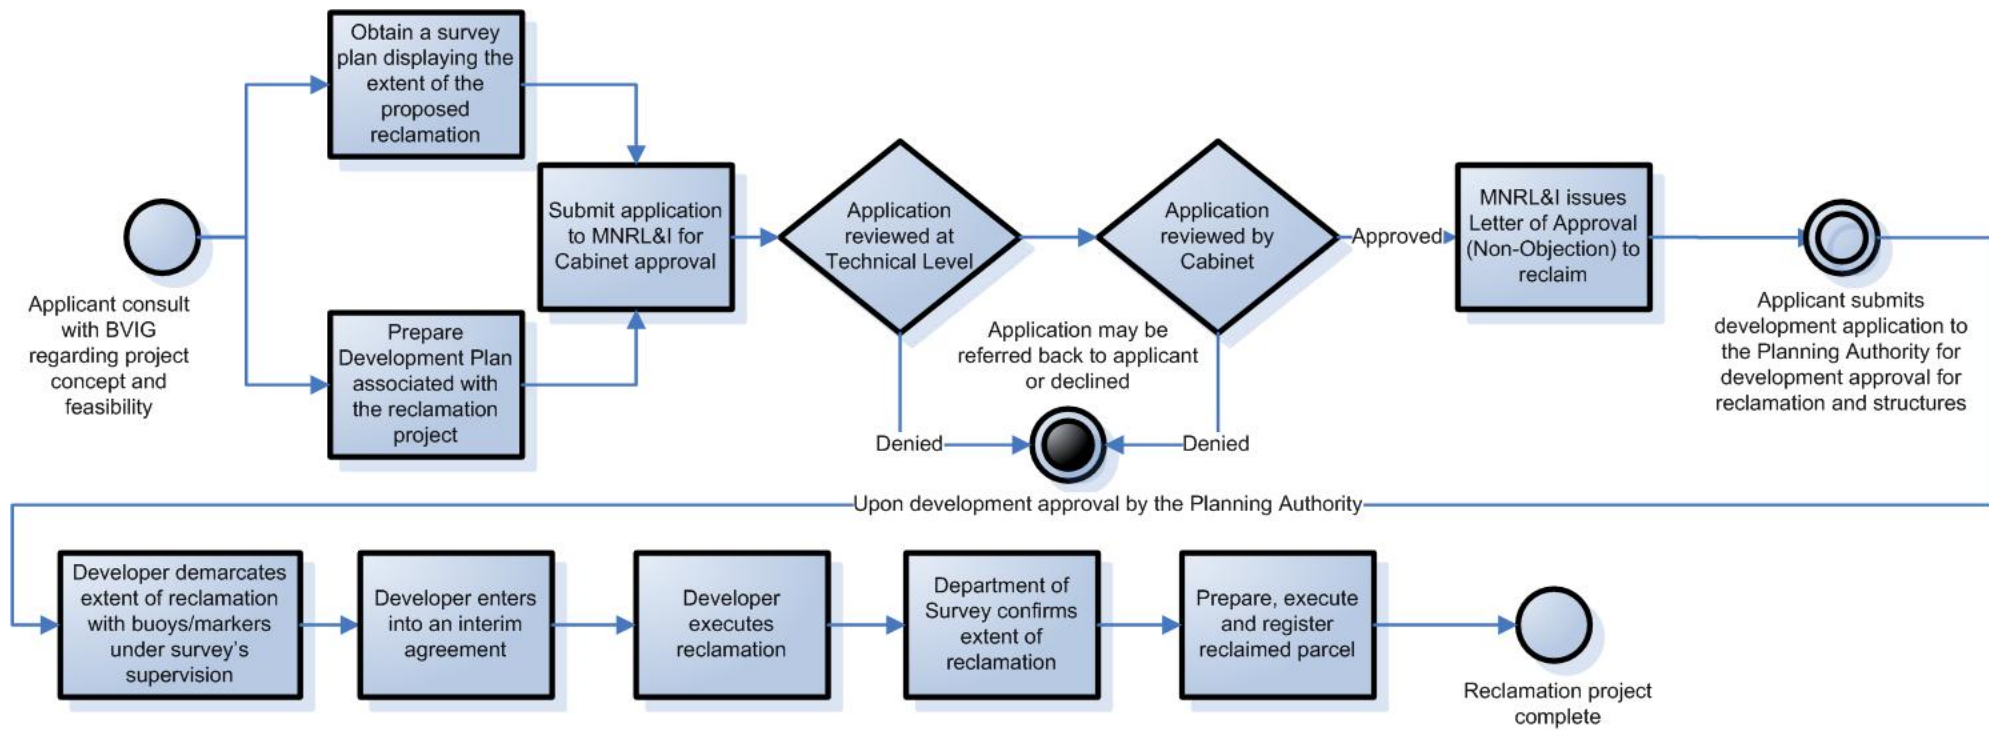 Obtain a survey
plan displaying the
extent of the
proposed
reclamation
Applicant consult
with BVIG
regarding project
concept and
feasibility
Prepare
Development Plan
associated with
the reclamation
project
Submit application
to MNRL&I for
Cabinet approval
Application
reviewed at
Technical Level
Application
reviewed by
Cabinet
Approved
MNRL&I issues
Letter of Approval
(Non-Objection) to
reclaim
Applicant submits
development application to
the Planning Authority for
development approval for
reclamation and structures
Application may be
referred back to applicant
or declined
Denied
Denied
Upon development approval by the Planning Authority
Developer demarcates
extent of reclamation
with buoys/markers
under survey's
supervision
Developer enters
into an interim
agreement
Developer
executes
reclamation
Department of
Survey confirms
extent of
reclamation
Prepare, execute
and register
reclaimed parcel
Reclamation project
complete